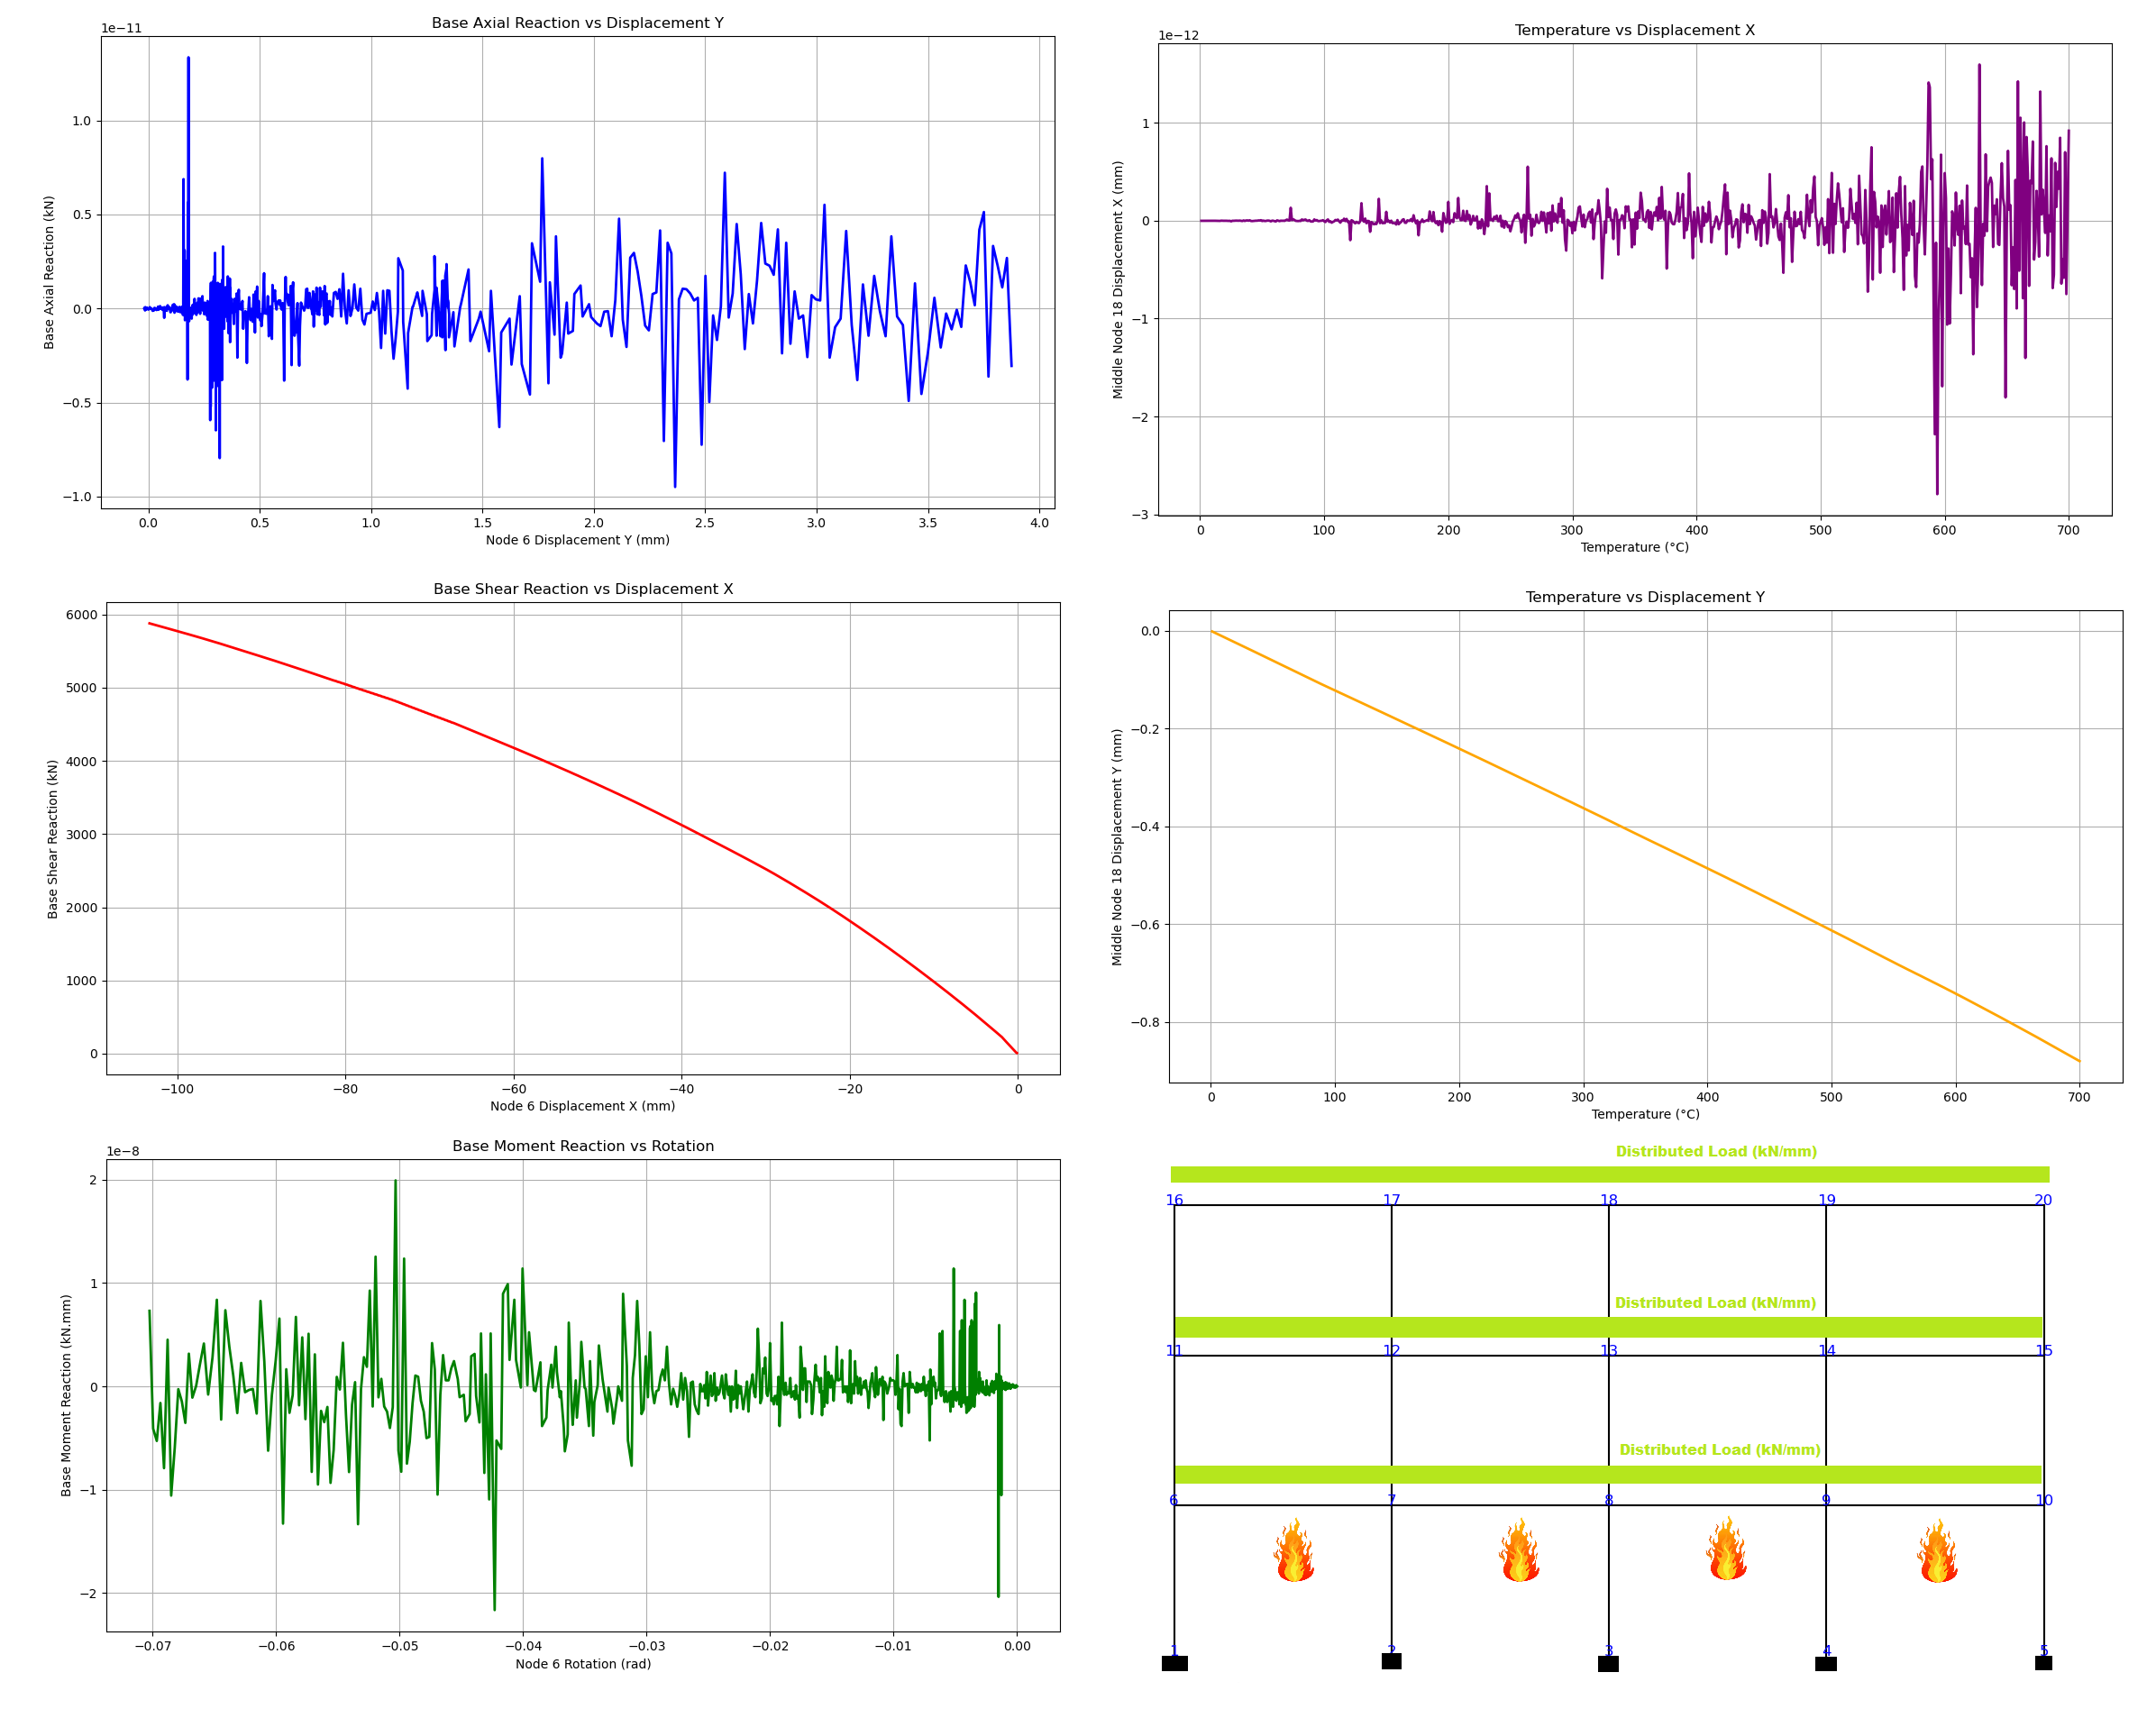 Base Axial Reaction vs Displacement Y
1e−11
1.0
0.5
0.0
−0.5
−1.0
Base Axial Reaction (kN)
0.0 0.5 1.0 1.5 2.0 2.5 3.0 3.5 4.0
Node 6 Displacement Y (mm)
Temperature vs Displacement X
1e−12
1
0
−1
−2
−3
Middle Node 18 Displacement X (mm)
0 100 200 300 400 500 600 700
Temperature (°C)
Base Shear Reaction vs Displacement X
6000
5000
4000
3000
2000
1000
0
Base Shear Reaction (kN)
−100 −80 −60 −40 −20 0
Node 6 Displacement X (mm)
Temperature vs Displacement Y
0.0
−0.2
−0.4
−0.6
−0.8
Middle Node 18 Displacement Y (mm)
0 100 200 300 400 500 600 700
Temperature (°C)
Base Moment Reaction vs Rotation
1e−8
2
1
0
−1
−2
Base Moment Reaction (kN.mm)
−0.07 −0.06 −0.05 −0.04 −0.03 −0.02 −0.01 0.00
Node 6 Rotation (rad)
Distributed Load (kN/mm)
16 17 18 19 20
Distributed Load (kN/mm)
11 12 13 14 15
Distributed Load (kN/mm)
6 7 8 9 10
1 2 3 4 5